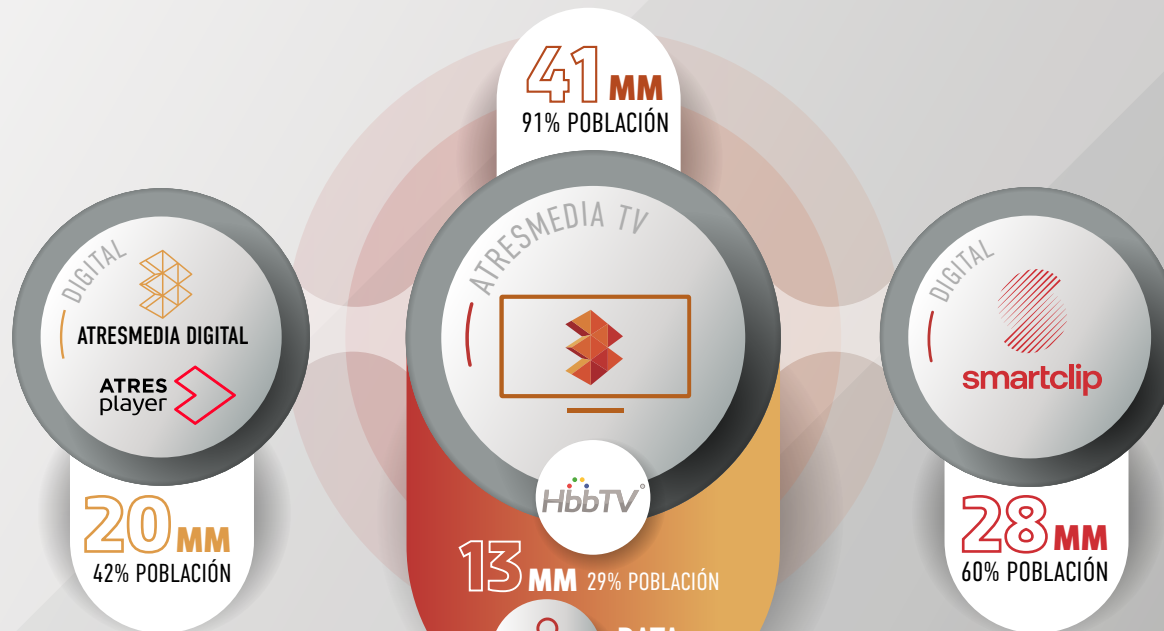 41 MM
91% POBLACIÓN
ATRESMEDIA TV
DIGITAL
ATRESMEDIA DIGITAL
ATRES
player
20 MM
42% POBLACIÓN
HbbTV
13 MM 29% POBLACIÓN
DIGITAL
smartclip
28 MM
60% POBLACIÓN